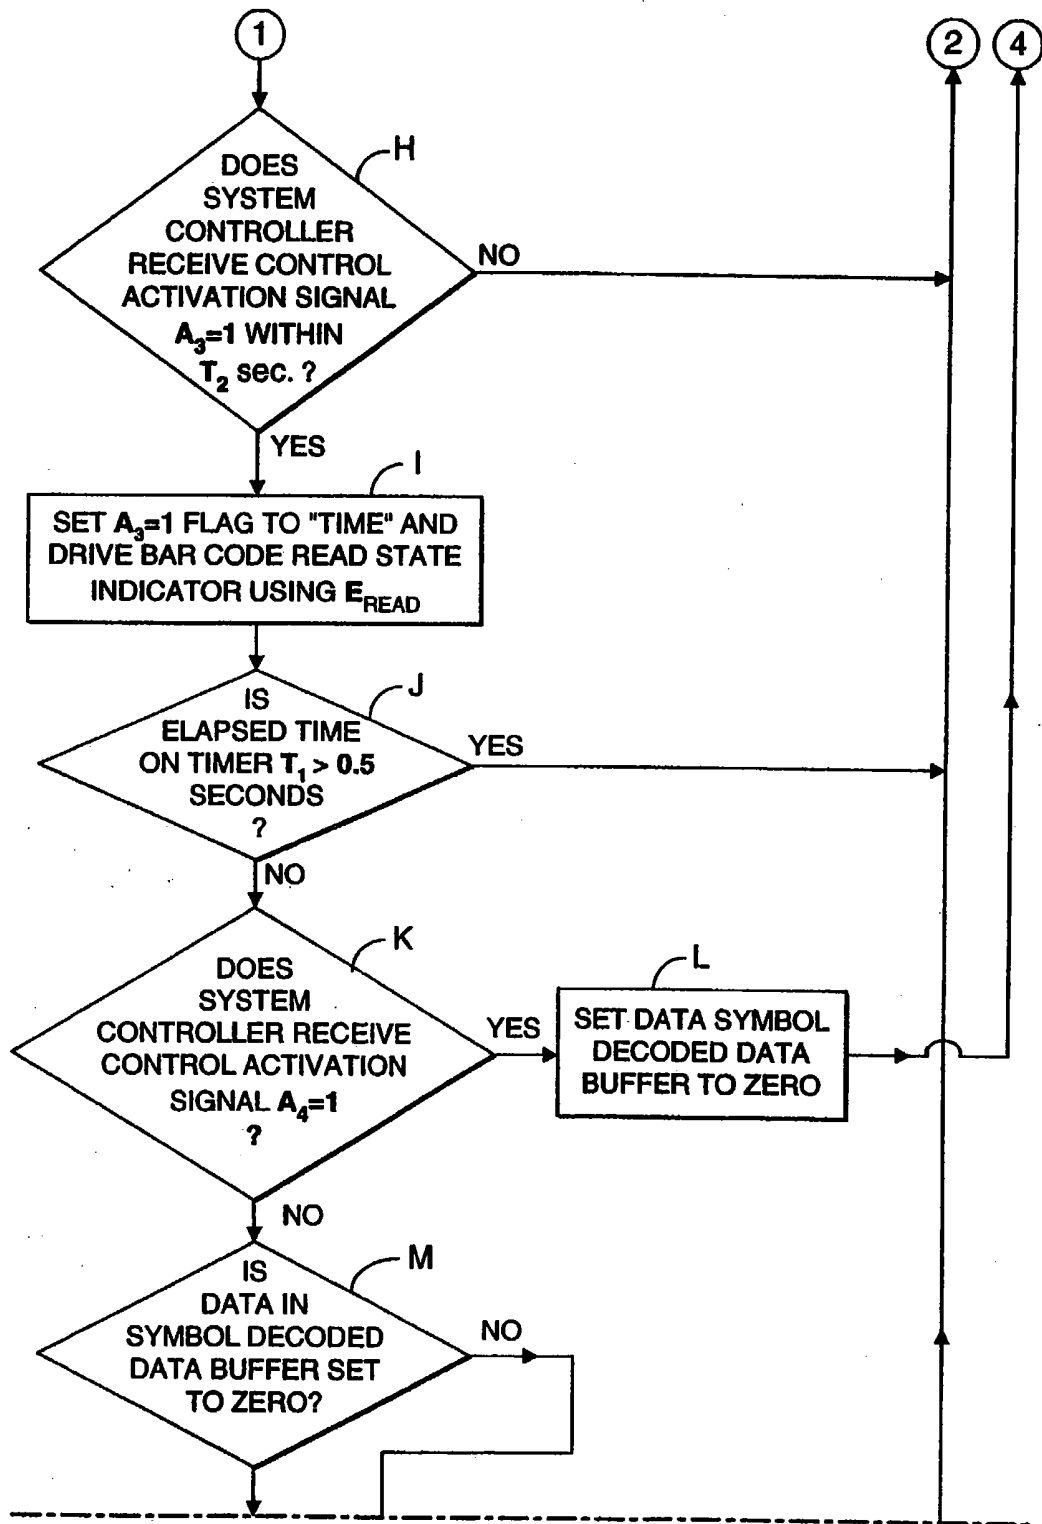 1
2
4
H
DOES
SYSTEM
CONTROLLER
RECEIVE CONTROL
ACTIVATION SIGNAL
A₃=1 WITHIN
T₂ sec. ?
NO
YES
I
SET A₃=1 FLAG TO "TIME" AND
DRIVE BAR CODE READ STATE
INDICATOR USING E_READ
J
IS
ELAPSED TIME
ON TIMER T₁ > 0.5
SECONDS
?
YES
NO
K
DOES
SYSTEM
CONTROLLER RECEIVE
CONTROL ACTIVATION
SIGNAL A₄=1
?
YES
L
SET DATA SYMBOL
DECODED DATA
BUFFER TO ZERO
NO
M
IS
DATA IN
SYMBOL DECODED
DATA BUFFER SET
TO ZERO?
NO